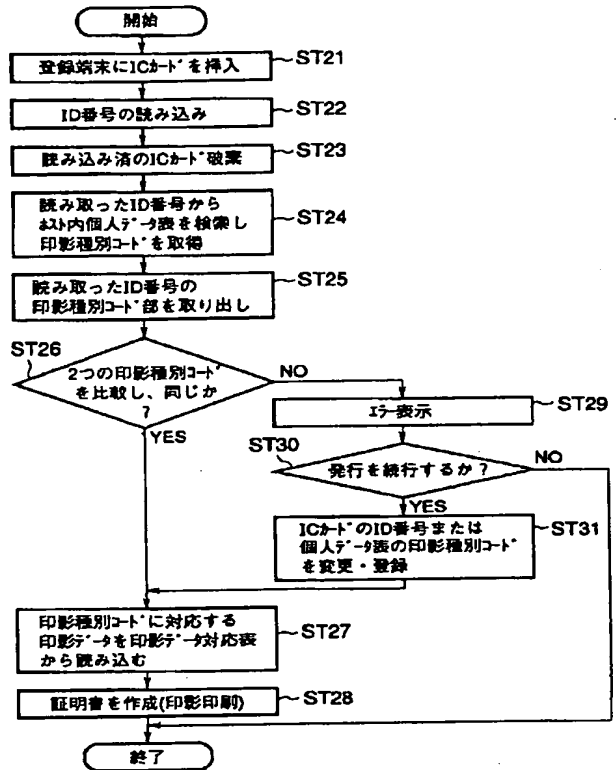 開始
登録端末にICカードを挿入
ST21
ID番号の読み込み
ST22
読み込み済のICカード破棄
ST23
読み取ったID番号から
ホスト内個人データ表を検索し
印影種別コードを取得
ST24
読み取ったID番号の
印影種別コード部を取り出し
ST25
ST26
2つの印影種別コード
を比較し、同じか
?
NO
YES
エラー表示
ST29
ST30
発行を続行するか?
NO
YES
ICカードのID番号または
個人データ表の印影種別コード
を変更・登録
ST31
印影種別コードに対応する
印影データを印影データ対応表
から読み込む
ST27
証明書を作成(印影印刷)
ST28
終了